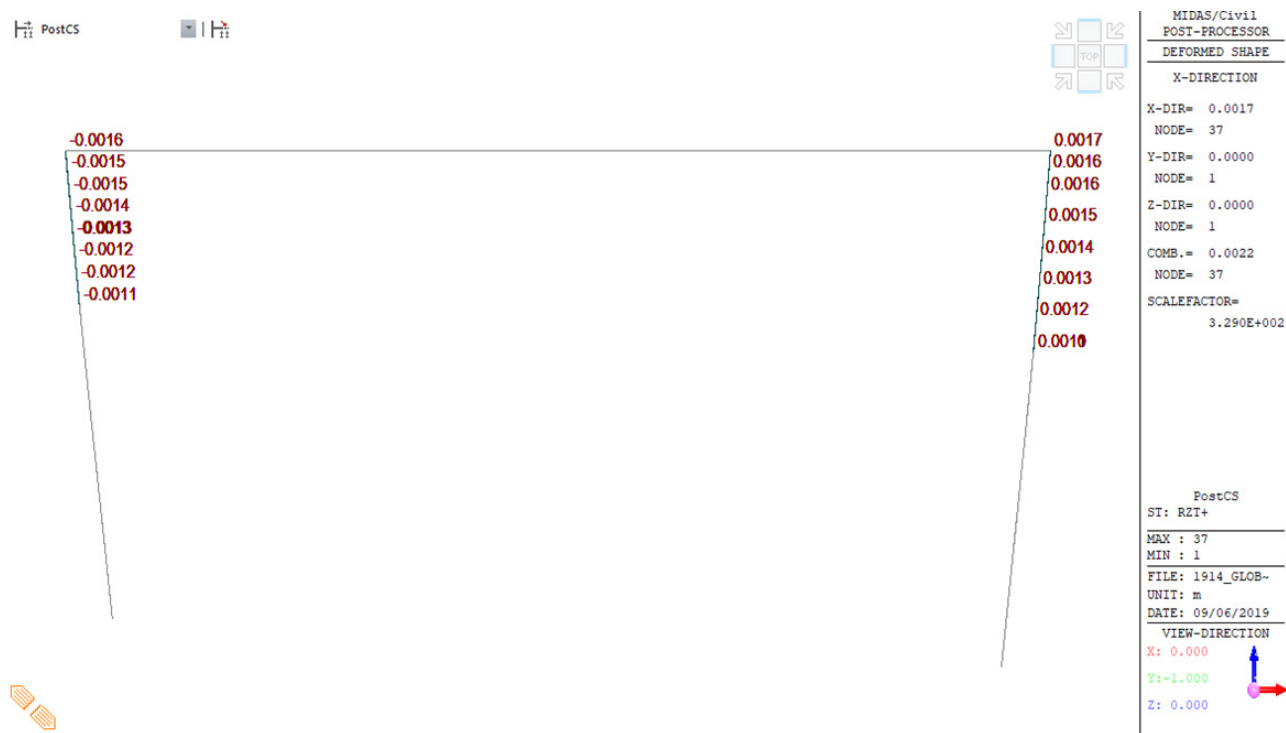 PostCS
TOP
-0.0016
-0.0015
-0.0015
-0.0014
-0.0013
-0.0012
-0.0012
-0.0011
0.0017
0.0016
0.0016
0.0015
0.0014
0.0013
0.0012
MIDAS/Civil
POST-PROCESSOR
DEFORMED SHAPE
X-DIRECTION
X-DIR= 0.0017
NODE= 37
Y-DIR= 0.0000
NODE= 1
Z-DIR= 0.0000
NODE= 1
COMB.= 0.0022
NODE= 37
SCALEFACTOR=
3.290E+002
PostCS
ST: RZT+
MAX : 37
MIN : 1
FILE: 1914_GLOB~
UNIT: m
DATE: 09/06/2019
VIEW-DIRECTION
X: 0.000
Y:-1.000
Z: 0.000